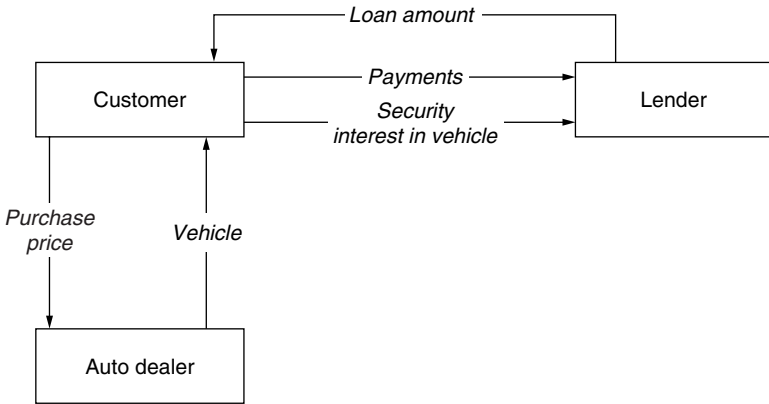 Loan amount
Customer
Payments
Lender
Security
interest in vehicle
Purchase
price
Vehicle
Auto dealer